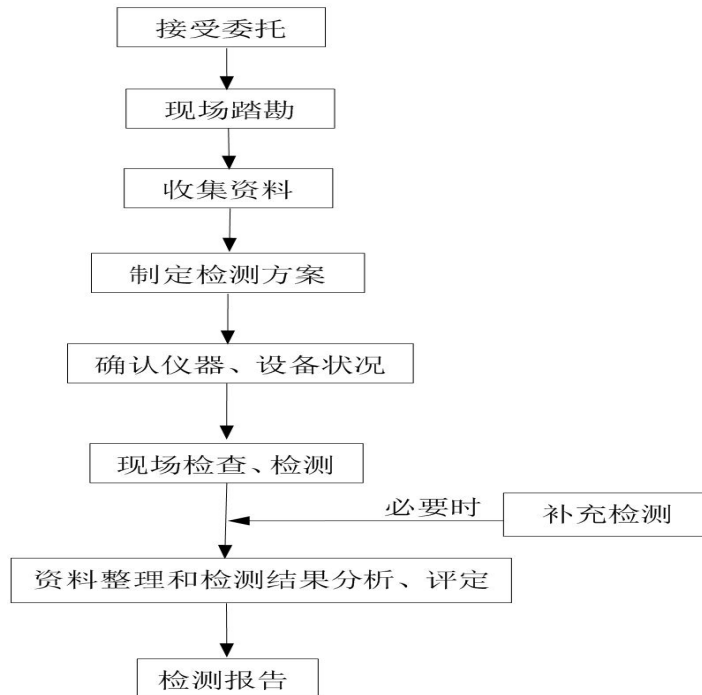 接受委托
现场踏勘
收集资料
制定检测方案
确认仪器、设备状况
现场检查、检测
必要时
补充检测
资料整理和检测结果分析、评定
检测报告